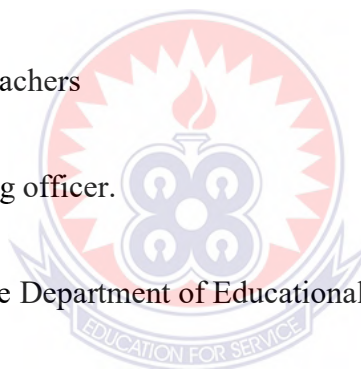 achers
g officer.
e Department of Educational
EDUCATION FOR SERVICE